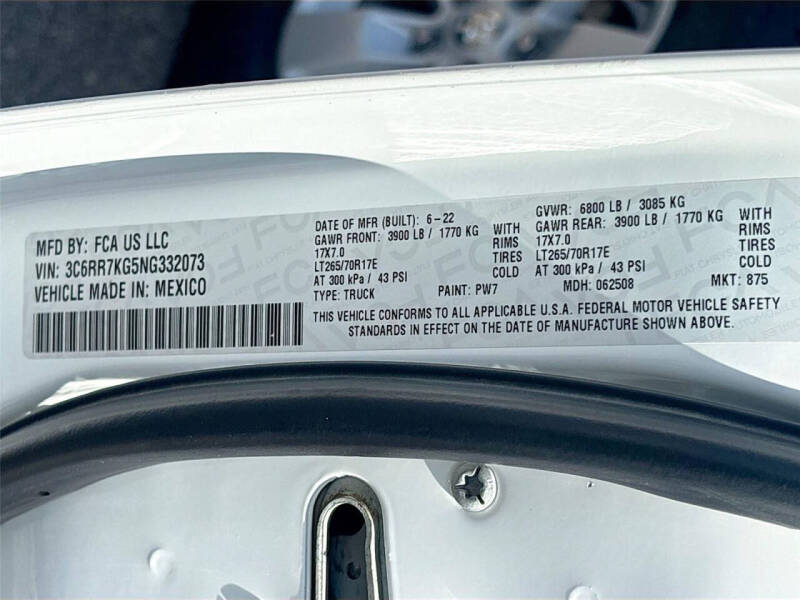 MFD BY: FCA US LLC
VIN: 3C6RR7KG5NG332073
VEHICLE MADE IN: MEXICO
DATE OF MFR (BUILT): 6-22
GAWR FRONT: 3900 LB / 1770 KG WITH
17X7.0 RIMS
LT265/70R17E TIRES
AT 300 kPa / 43 PSI COLD
TYPE: TRUCK PAINT: PW7
GVWR: 6800 LB / 3085 KG
GAWR REAR: 3900 LB / 1770 KG WITH
17X7.0 RIMS
LT265/70R17E TIRES
AT 300 kPa / 43 PSI COLD
MDH: 062508 MKT: 875
THIS VEHICLE CONFORMS TO ALL APPLICABLE U.S.A. FEDERAL MOTOR VEHICLE SAFETY
STANDARDS IN EFFECT ON THE DATE OF MANUFACTURE SHOWN ABOVE.